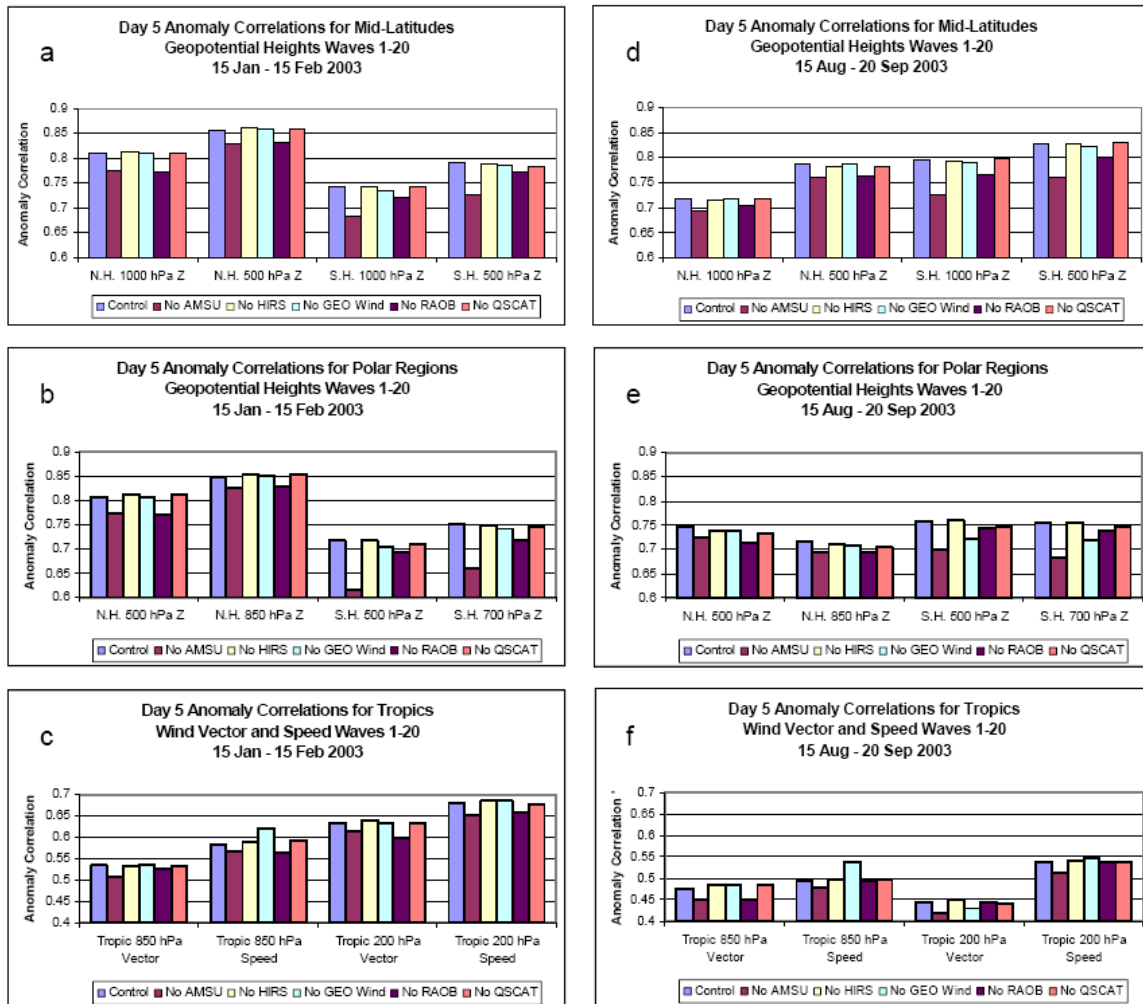 a
Day 5 Anomaly Correlations for Mid-Latitudes
Geopotential Heights Waves 1-20
15 Jan - 15 Feb 2003
Anomaly Correlation
0.9
0.85
0.8
0.75
0.7
0.65
0.6
N.H. 1000 hPa Z
N.H. 500 hPa Z
S.H. 1000 hPa Z
S.H. 500 hPa Z
Control No AMSU No HIRS No GEO Wind No RAOB No QSCAT
d
Day 5 Anomaly Correlations for Mid-Latitudes
Geopotential Heights Waves 1-20
15 Aug - 20 Sep 2003
Anomaly Correlation
0.9
0.85
0.8
0.75
0.7
0.65
0.6
N.H. 1000 hPa Z
N.H. 500 hPa Z
S.H. 1000 hPa Z
S.H. 500 hPa Z
Control No AMSU No HIRS No GEO Wind No RAOB No QSCAT
b
Day 5 Anomaly Correlations for Polar Regions
Geopotential Heights Waves 1-20
15 Jan - 15 Feb 2003
Anomaly Correlation
0.9
0.85
0.8
0.75
0.7
0.65
0.6
N.H. 500 hPa Z
N.H. 850 hPa Z
S.H. 500 hPa Z
S.H. 700 hPa Z
Control No AMSU No HIRS No GEO Wind No RAOB No QSCAT
e
Day 5 Anomaly Correlations for Polar Regions
Geopotential Heights Waves 1-20
15 Aug - 20 Sep 2003
Anomaly Correlation
0.9
0.85
0.8
0.75
0.7
0.65
0.6
N.H. 500 hPa Z
N.H. 850 hPa Z
S.H. 500 hPa Z
S.H. 700 hPa Z
Control No AMSU No HIRS No GEO Wind No RAOB No QSCAT
c
Day 5 Anomaly Correlations for Tropics
Wind Vector and Speed Waves 1-20
15 Jan - 15 Feb 2003
Anomaly Correlation
0.7
0.65
0.6
0.55
0.5
0.45
0.4
Tropic 850 hPa
Vector
Tropic 850 hPa
Speed
Tropic 200 hPa
Vector
Tropic 200 hPa
Speed
Control No AMSU No HIRS No GEO Wind No RAOB No QSCAT
f
Day 5 Anomaly Correlations for Tropics
Wind Vector and Speed Waves 1-20
15 Aug - 20 Sep 2003
Anomaly Correlation '
0.7
0.65
0.6
0.55
0.5
0.45
0.4
Tropic 850 hPa
Vector
Tropic 850 hPa
Speed
Tropic 200 hPa
Vector
Tropic 200 hPa
Speed
Control No AMSU No HIRS No GEO Wind No RAOB No QSCAT